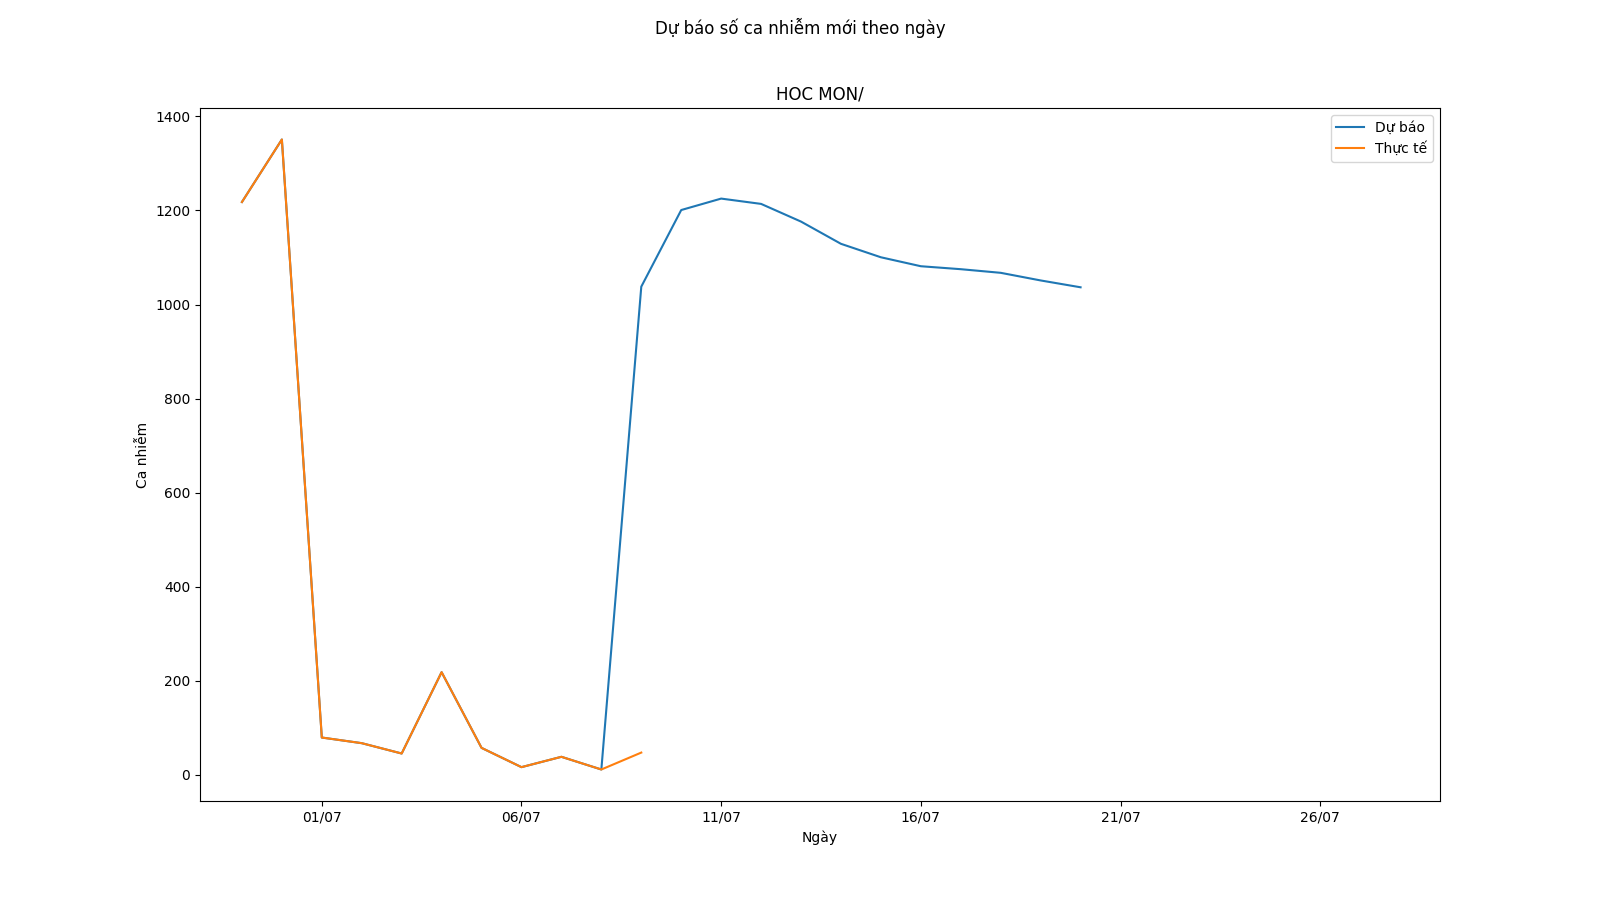 Dự báo số ca nhiễm mới theo ngày
HOC MON/
Dự báo
Thực tế
1400
1200
1000
800
600
400
200
0
Ca nhiễm
01/07
06/07
11/07
16/07
21/07
26/07
Ngày